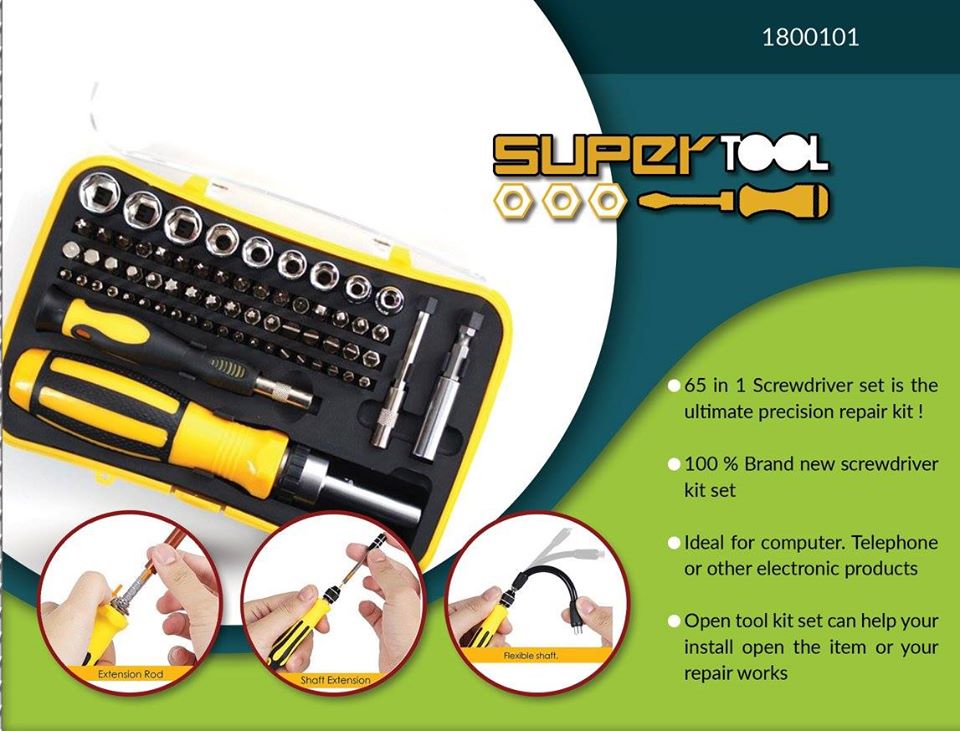 1800101
SUPER TOOL
65 in 1 Screwdriver set is the
ultimate precision repair kit !
100 % Brand new screwdriver
kit set
Ideal for computer. Telephone
or other electronic products
Open tool kit set can help your
install open the item or your
repair works
Extension Rod
Shaft Extension
Flexible shaft,